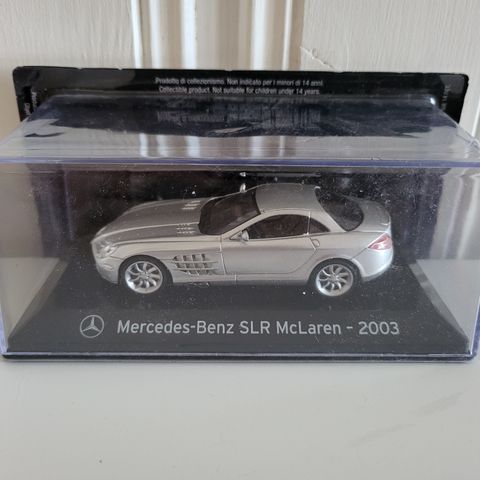 Prodotto di collezionismo. Non indicato per i minori di 14 anni.
Collectible product. Not suitable for children under 14 years.
Mercedes-Benz SLR McLaren - 2003